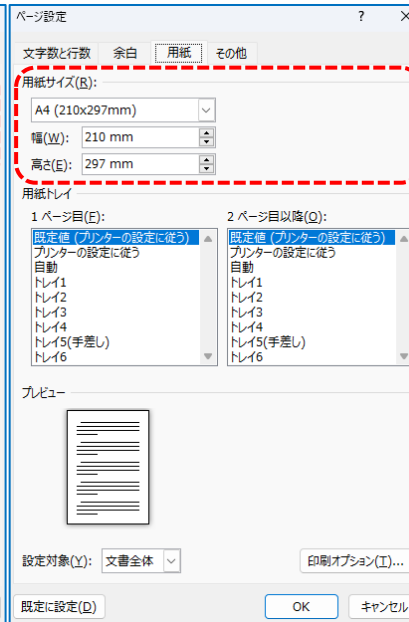 ページ設定 ? ×
文字数と行数 余白 用紙 その他
用紙サイズ(R):
A4 (210x297mm)
幅(W): 210 mm
高さ(E): 297 mm
用紙トレイ
1 ページ目(F): 2 ページ目以降(O):
既定値 (プリンターの設定に従う) 既定値 (プリンターの設定に従う)
プリンターの設定に従う プリンターの設定に従う
自動 自動
トレイ1 トレイ1
トレイ2 トレイ2
トレイ3 トレイ3
トレイ4 トレイ4
トレイ5(手差し) トレイ5(手差し)
トレイ6 トレイ6
プレビュー
設定対象(Y): 文書全体 印刷オプション(T)...
既定に設定(D) OK キャンセル